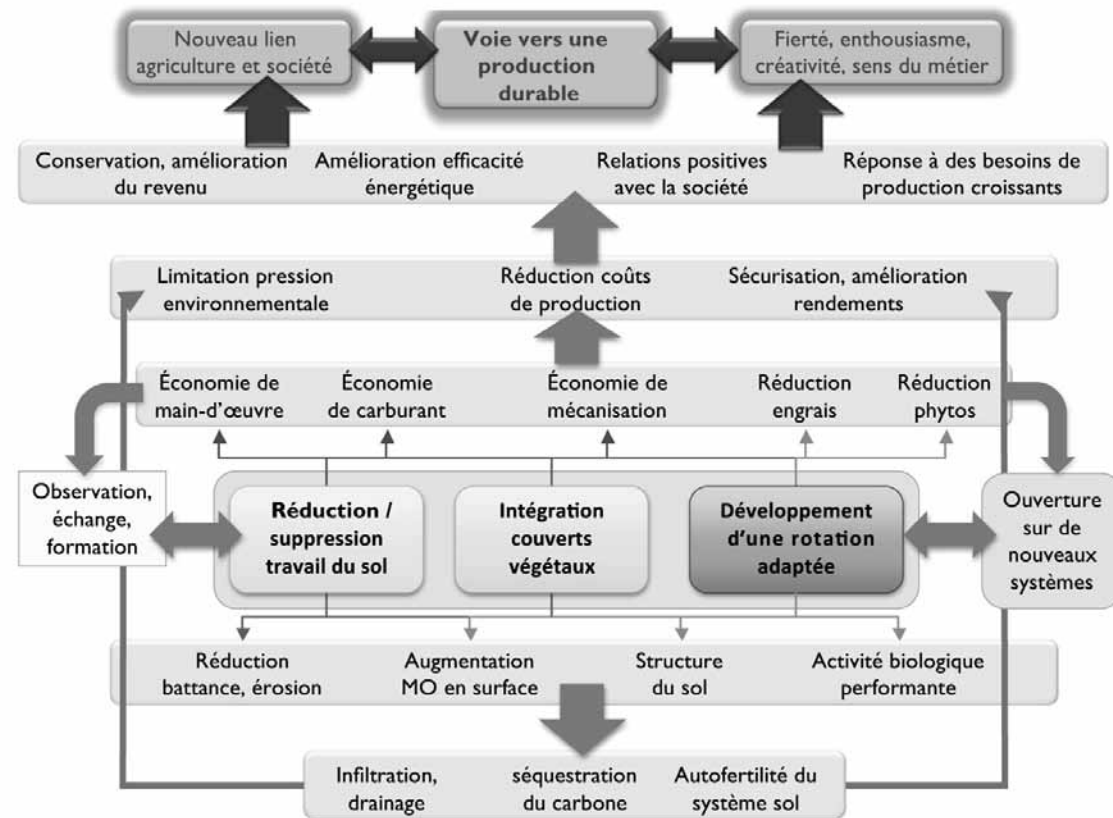 Nouveau lien
agriculture et société
Voie vers une
production
durable
Fierté, enthousiasme,
créativité, sens du métier
Conservation, amélioration
du revenu
Amélioration efficacité
énergétique
Relations positives
avec la société
Réponse à des besoins de
production croissants
Limitation pression
environnementale
Réduction coûts
de production
Sécurisation, amélioration
rendements
Économie de
main-d'œuvre
Économie
de carburant
Économie de
mécanisation
Réduction
engrais
Réduction
phytos
Observation,
échange,
formation
Réduction /
suppression
travail du sol
Intégration
couverts
végétaux
Développement
d'une rotation
adaptée
Ouverture
sur de
nouveaux
systèmes
Réduction
battance, érosion
Augmentation
MO en surface
Structure
du sol
Activité biologique
performante
Infiltration,
drainage
séquestration
du carbone
Autofertilité du
système sol